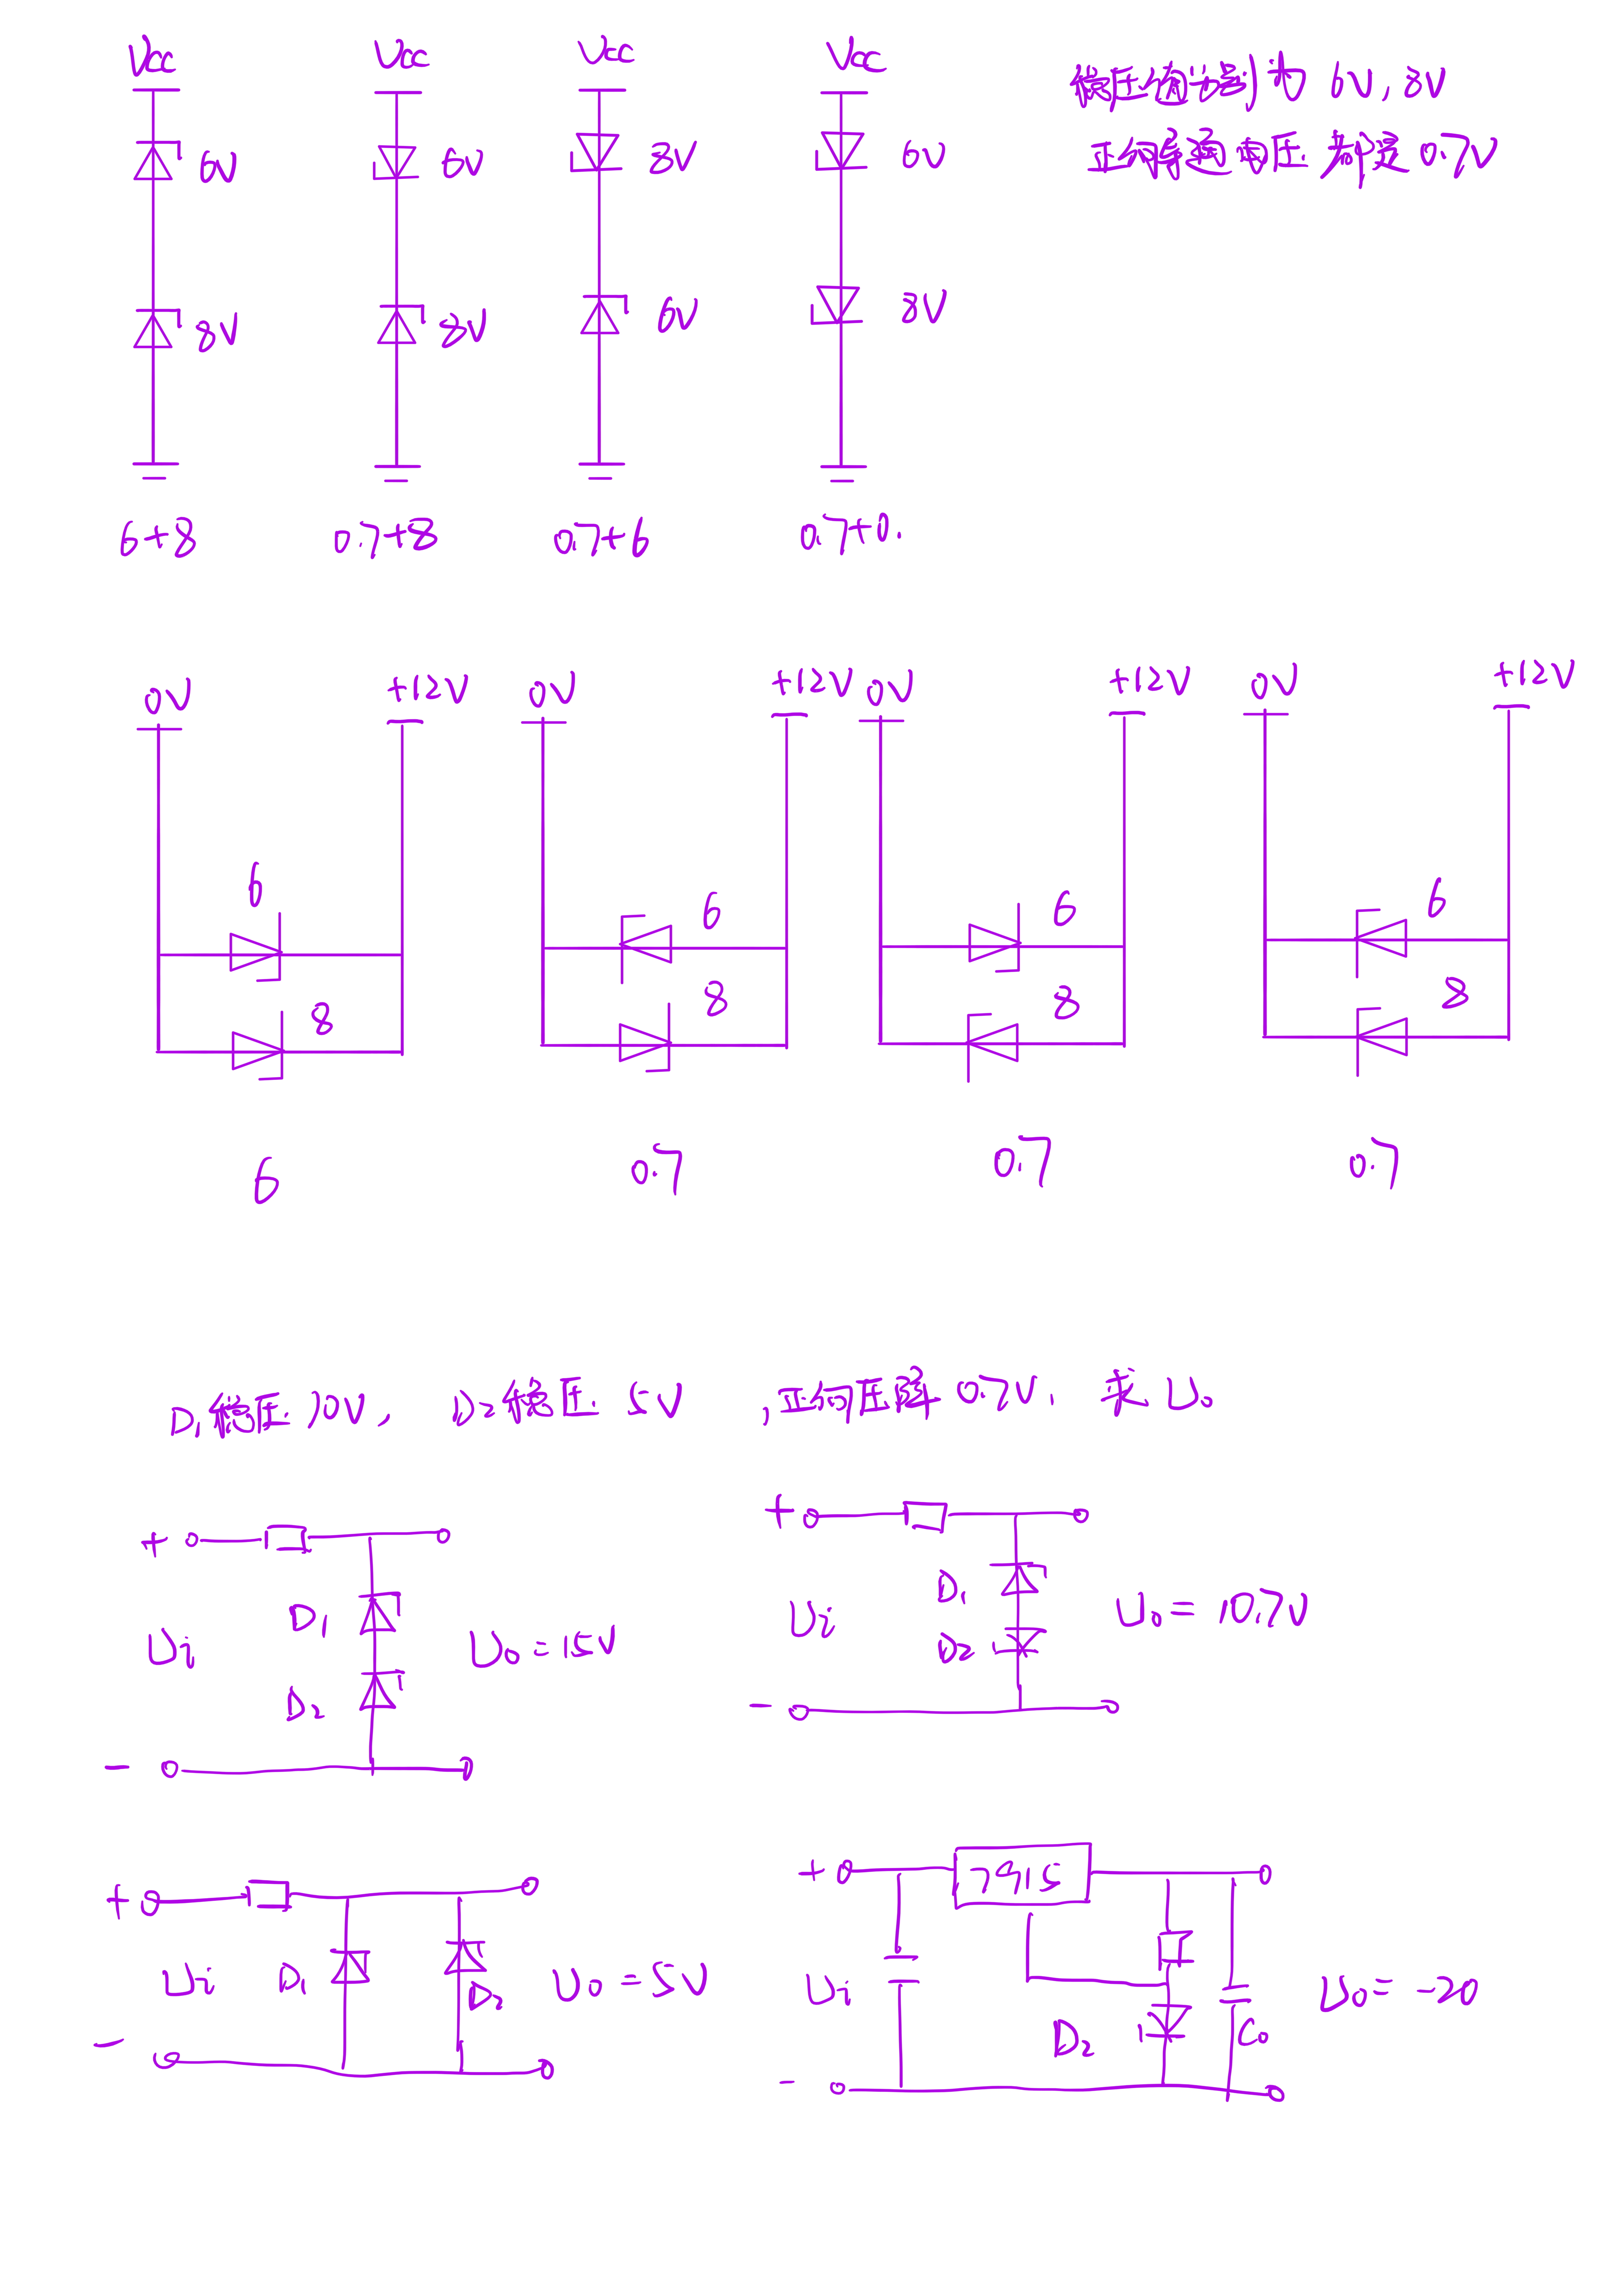 Vcc Vcc Vcc Vcc
稳压值分别为 6V, 8V
正向导通电压都是0.7V
6V 6V 8V 6V
8V 8V 6V 8V
6+8 0.7+8 0.7+6 0.7+0.
0V +12V 0V +12V 0V +12V 0V +12V
6 6 6 6
8 8 8 8
6 0.7 0.7 0.7
D1稳压10V, D2稳压 5V ,正向压降0.7V, 求 U0
+ +
Ui D1 U0=15V Ui D1 U0= 10.7V
D2 D2
- -
+ + 7915
Ui D1 D2 U0=5V Ui D2 C0 U0=-20
- -